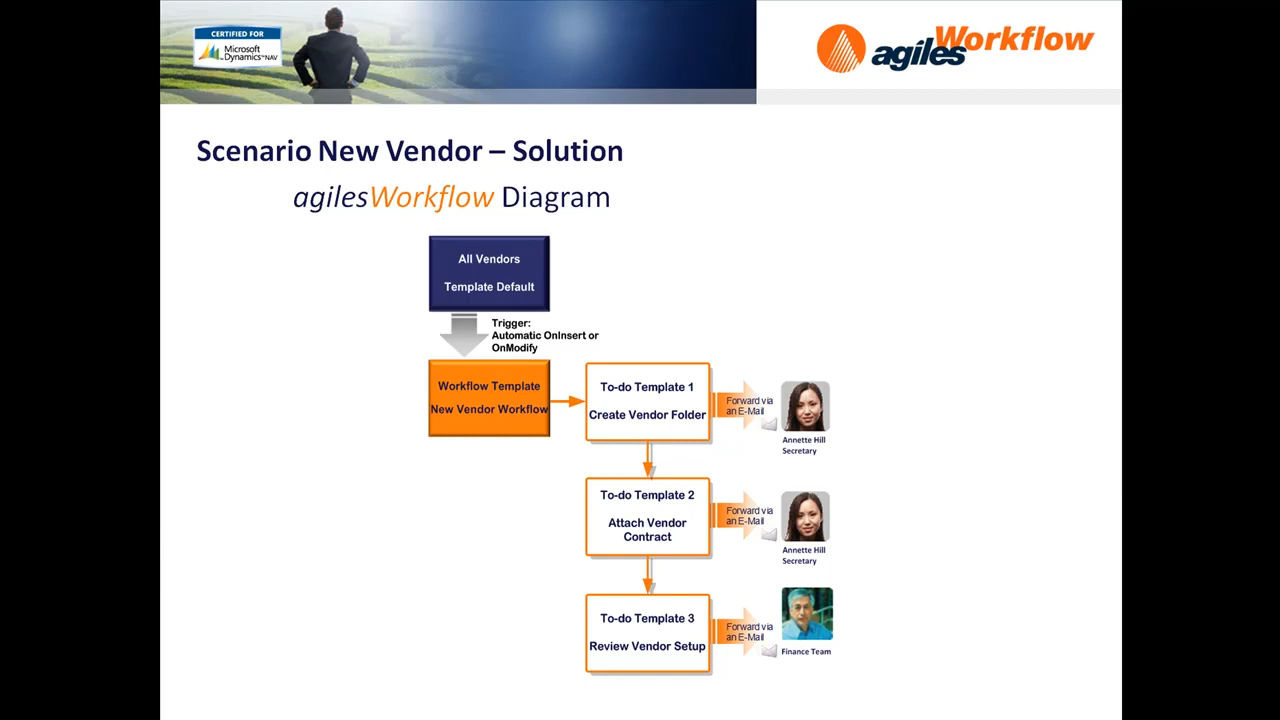 CERTIFIED FOR
Microsoft
Dynamics NAV
agilesWorkflow
Scenario New Vendor – Solution
agilesWorkflow Diagram
All Vendors
Template Default
Trigger:
Automatic OnInsert or
OnModify
Workflow Template
New Vendor Workflow
To-do Template 1
Create Vendor Folder
Forward via
an E-Mail
Annette Hill
Secretary
To-do Template 2
Attach Vendor
Contract
Forward via
an E-Mail
Annette Hill
Secretary
To-do Template 3
Review Vendor Setup
Forward via
an E-Mail
Finance Team